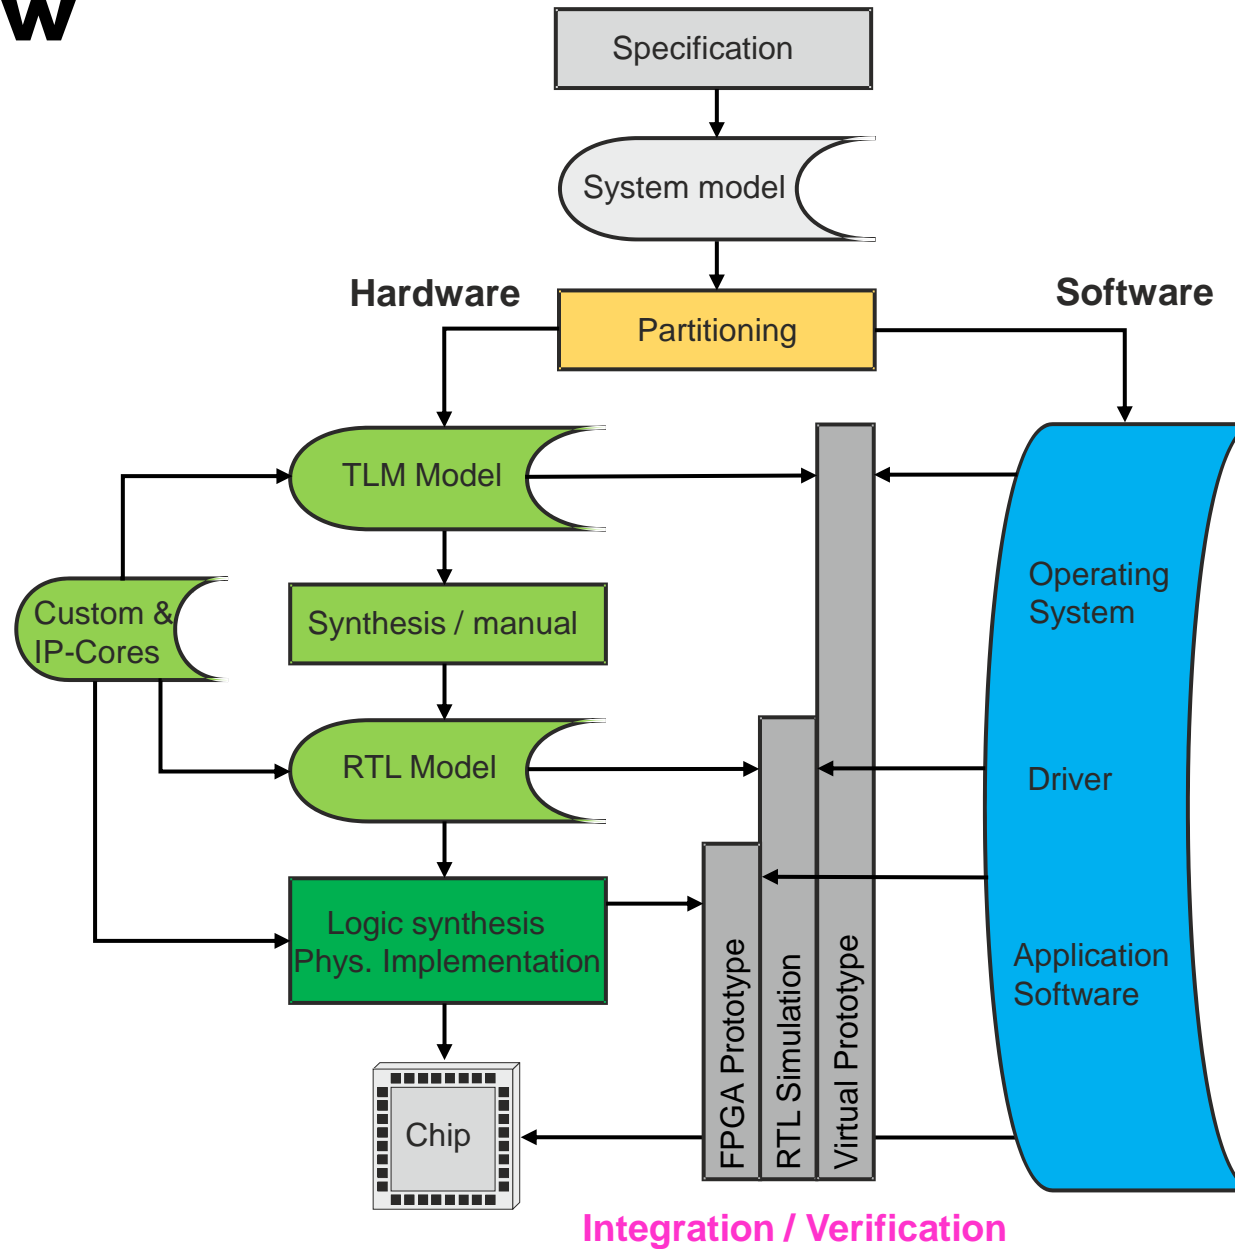 w
Specification
System model
Hardware
Software
Partitioning
TLM Model
Operating
System
Custom &
IP-Cores
Synthesis / manual
RTL Model
Driver
Logic synthesis
Phys. Implementation
Application
Software
FPGA Prototype
RTL Simulation
Virtual Prototype
Chip
Integration / Verification